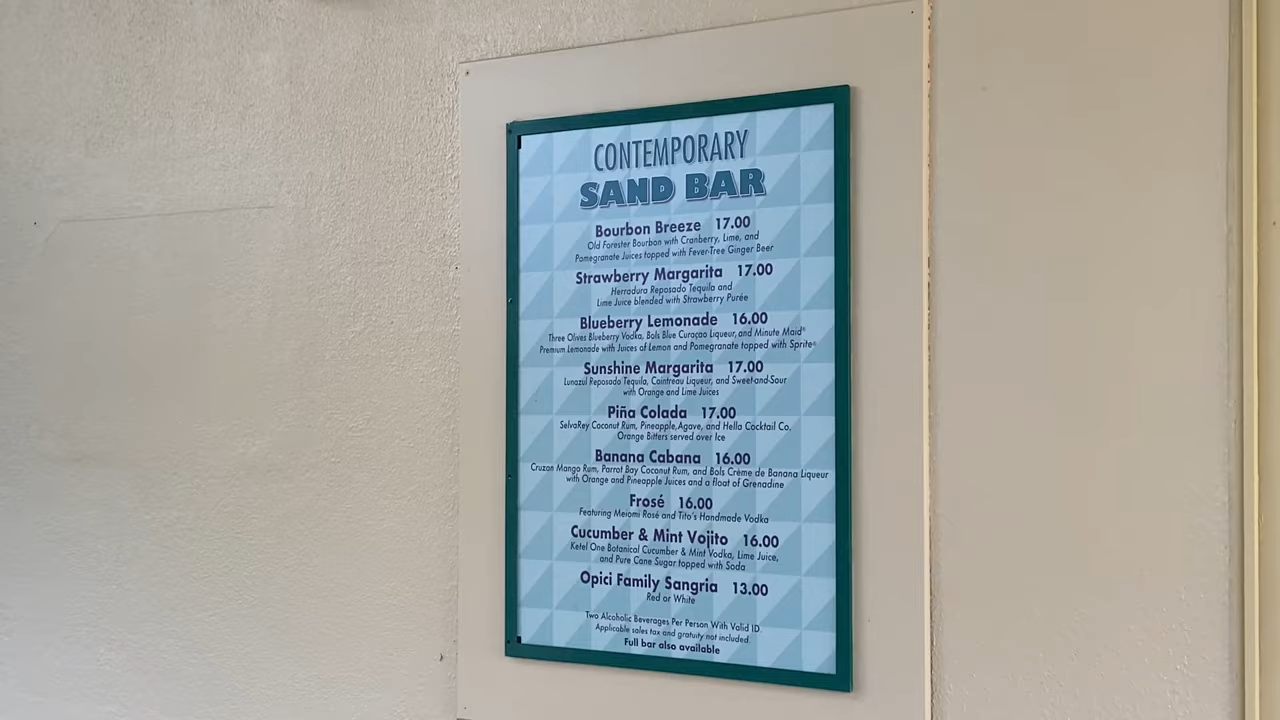 CONTEMPORARY
SAND BAR
Bourbon Breeze 17.00
Old Forester Bourbon with Cranberry, Lime, and
Pomegranate Juices topped with Fever-Tree Ginger Beer
Strawberry Margarita 17.00
Herradura Reposado Tequila and
Lime Juice blended with Strawberry Purée
Blueberry Lemonade 16.00
Three Olives Blueberry Vodka, Bols Blue Curaçao Liqueur, and Minute Maid®
Premium Lemonade with Juices of Lemon and Pomegranate topped with Sprite®
Sunshine Margarita 17.00
Lunazul Reposado Tequila, Cointreau Liqueur, and Sweet-and-Sour
with Orange and Lime Juices
Piña Colada 17.00
SelvaRey Coconut Rum, Pineapple, Agave, and Hella Cocktail Co.
Orange Bitters served over Ice
Banana Cabana 16.00
Cruzan Mango Rum, Parrot Bay Coconut Rum, and Bols Crème de Banana Liqueur
with Orange and Pineapple Juices and a float of Grenadine
Frosé 16.00
Featuring Meiomi Rosé and Tito's Handmade Vodka
Cucumber & Mint Vojito 16.00
Ketel One Botanical Cucumber & Mint Vodka, Lime Juice,
and Pure Cane Sugar topped with Soda
Opici Family Sangria 13.00
Red or White
Two Alcoholic Beverages Per Person With Valid ID.
Applicable sales tax and gratuity not included.
Full bar also available